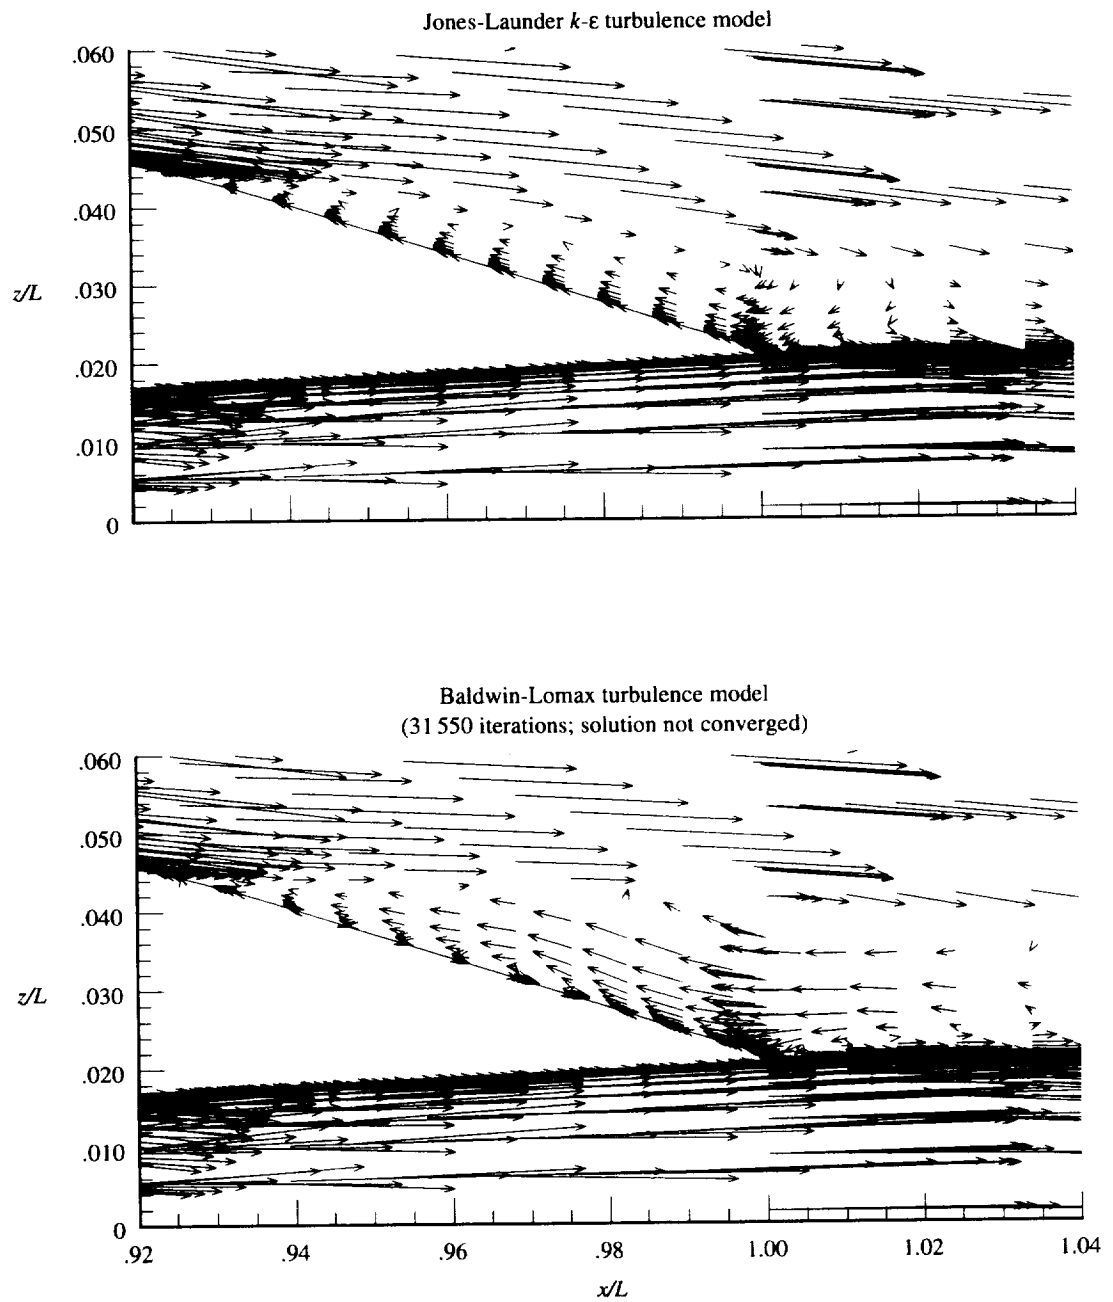 Jones-Launder k-ε turbulence model
.060
.050
.040
.030
.020
.010
0
z/L
Baldwin-Lomax turbulence model
(31 550 iterations; solution not converged)
.060
.050
.040
.030
.020
.010
0
z/L
.92 .94 .96 .98 1.00 1.02 1.04
x/L